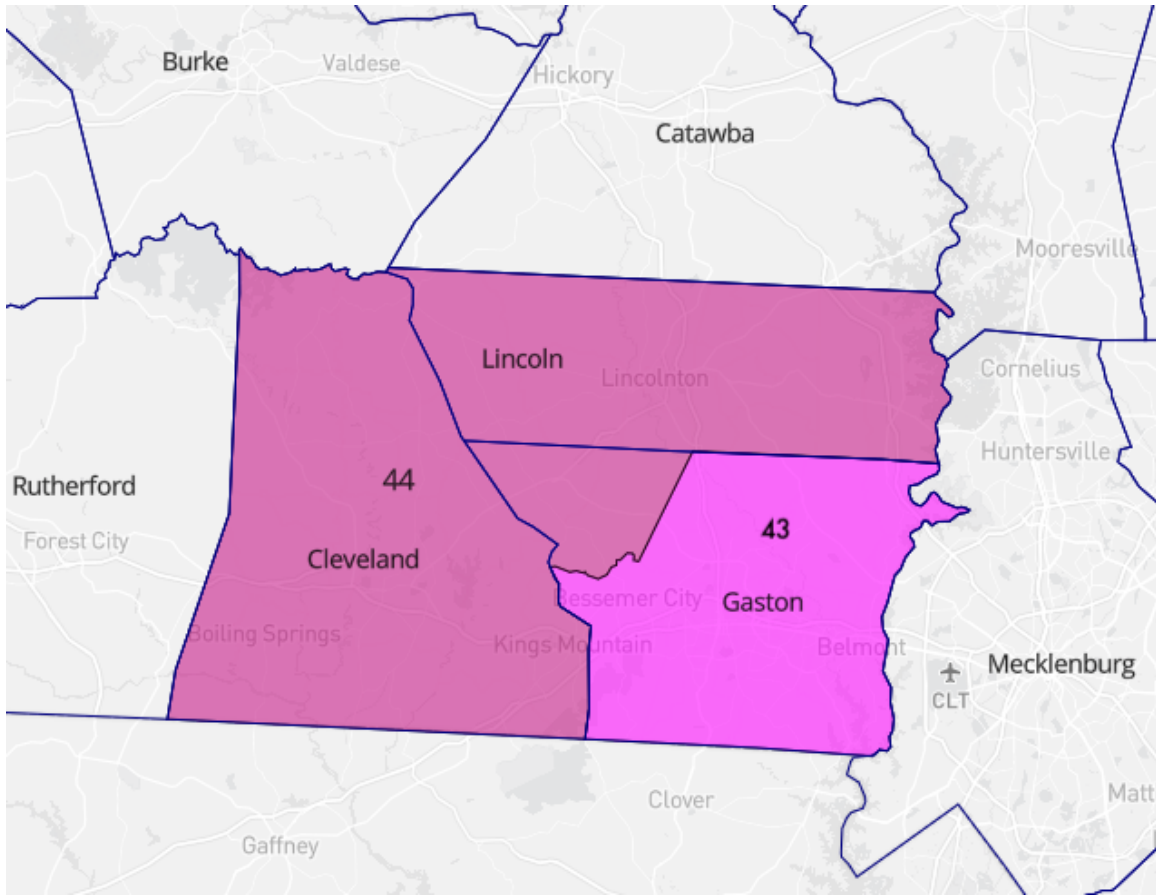 Burke
Valdese
Hickory
Catawba
Mooresville
Lincoln
Lincolnton
Cornelius
Huntersville
Rutherford
44
43
Forest City
Cleveland
Bessemer City
Gaston
Boiling Springs
Kings Mountain
Belmont
Mecklenburg
CLT
Clover
Matt
Gaffney